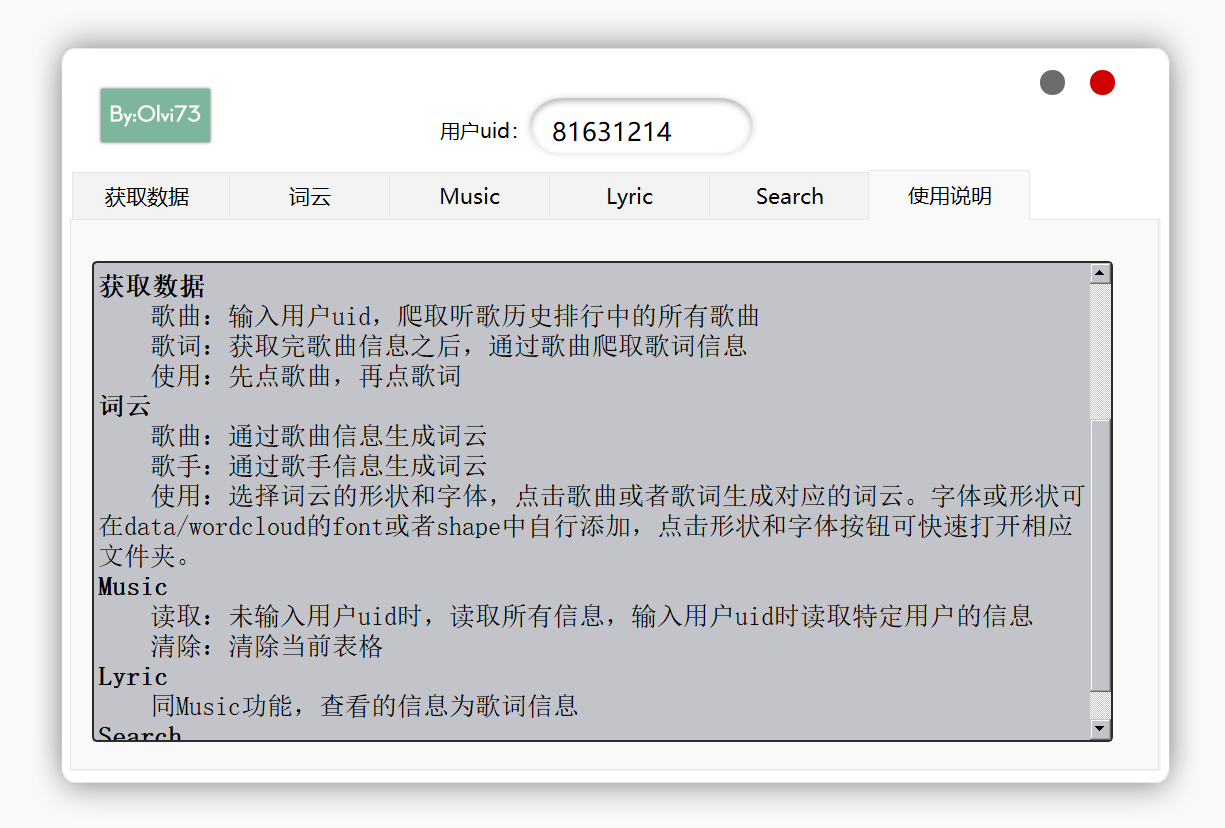 By:Olvi73
用户uid：
81631214
获取数据
词云
Music
Lyric
Search
使用说明
获取数据
歌曲：输入用户uid，爬取听歌历史排行中的所有歌曲
歌词：获取完歌曲信息之后，通过歌曲爬取歌词信息
使用：先点歌曲，再点歌词
词云
歌曲：通过歌曲信息生成词云
歌手：通过歌手信息生成词云
使用：选择词云的形状和字体，点击歌曲或者歌词生成对应的词云。字体或形状可
在data/wordcloud的font或者shape中自行添加，点击形状和字体按钮可快速打开相应
文件夹。
Music
读取：未输入用户uid时，读取所有信息，输入用户uid时读取特定用户的信息
清除：清除当前表格
Lyric
同Music功能，查看的信息为歌词信息
Search